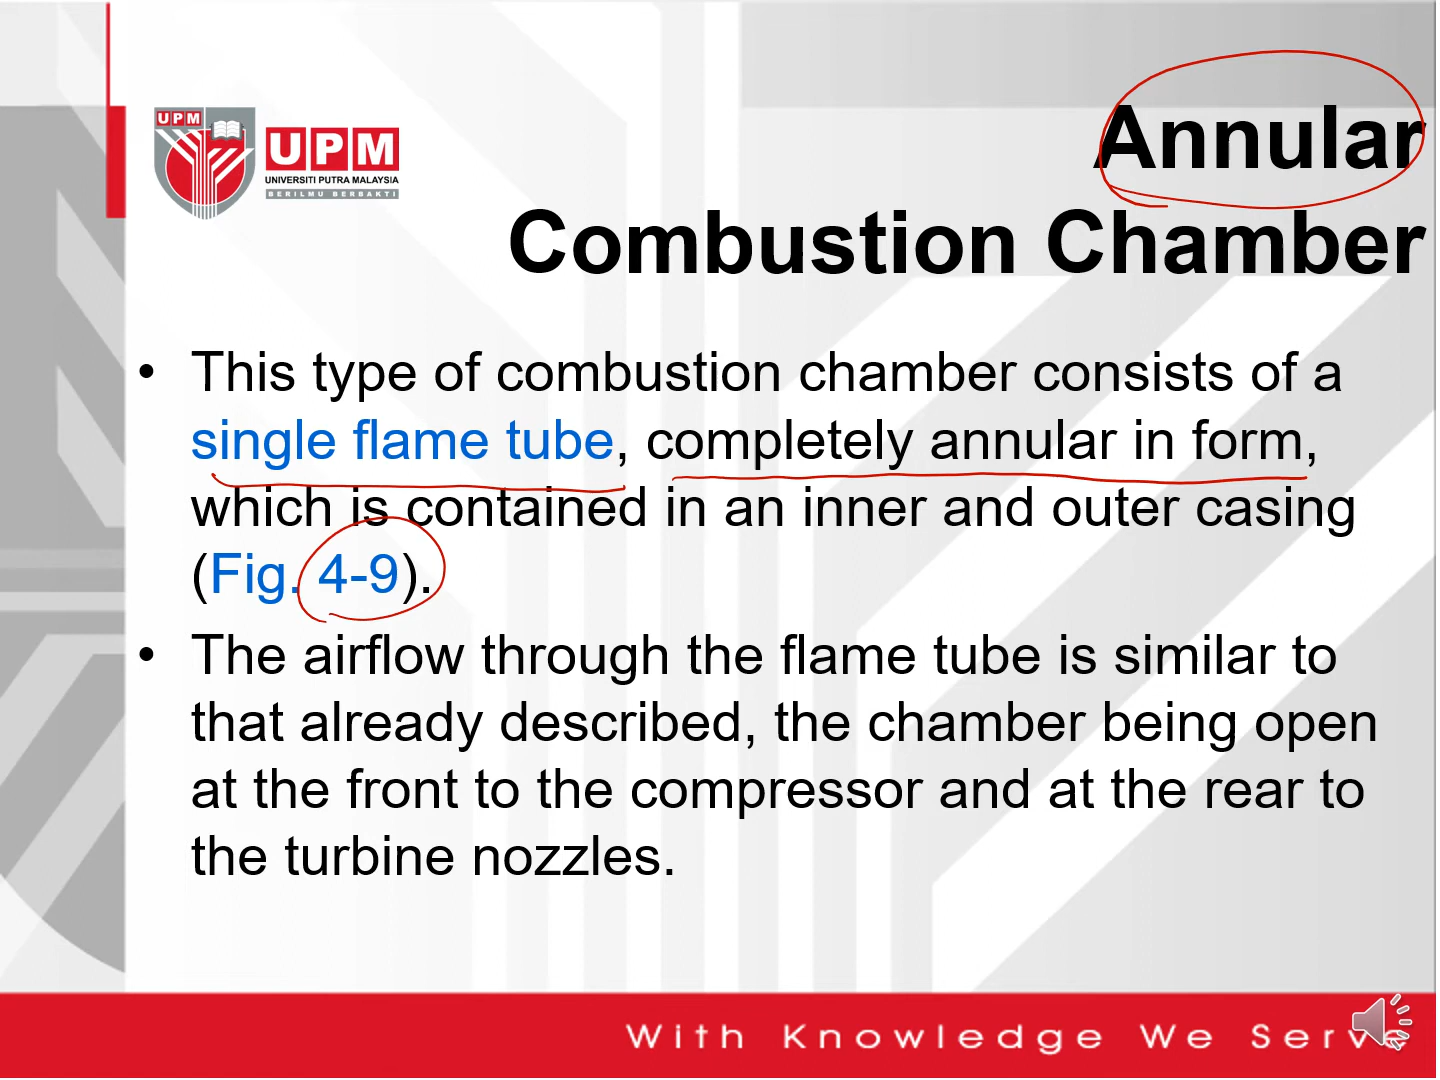 UPM
UPM
UNIVERSITI PUTRA MALAYSIA
BERILMU BERBAKTI
Annular
Combustion Chamber
• This type of combustion chamber consists of a
single flame tube, completely annular in form,
which is contained in an inner and outer casing
(Fig. 4-9).
• The airflow through the flame tube is similar to
that already described, the chamber being open
at the front to the compressor and at the rear to
the turbine nozzles.
With Knowledge We Serve